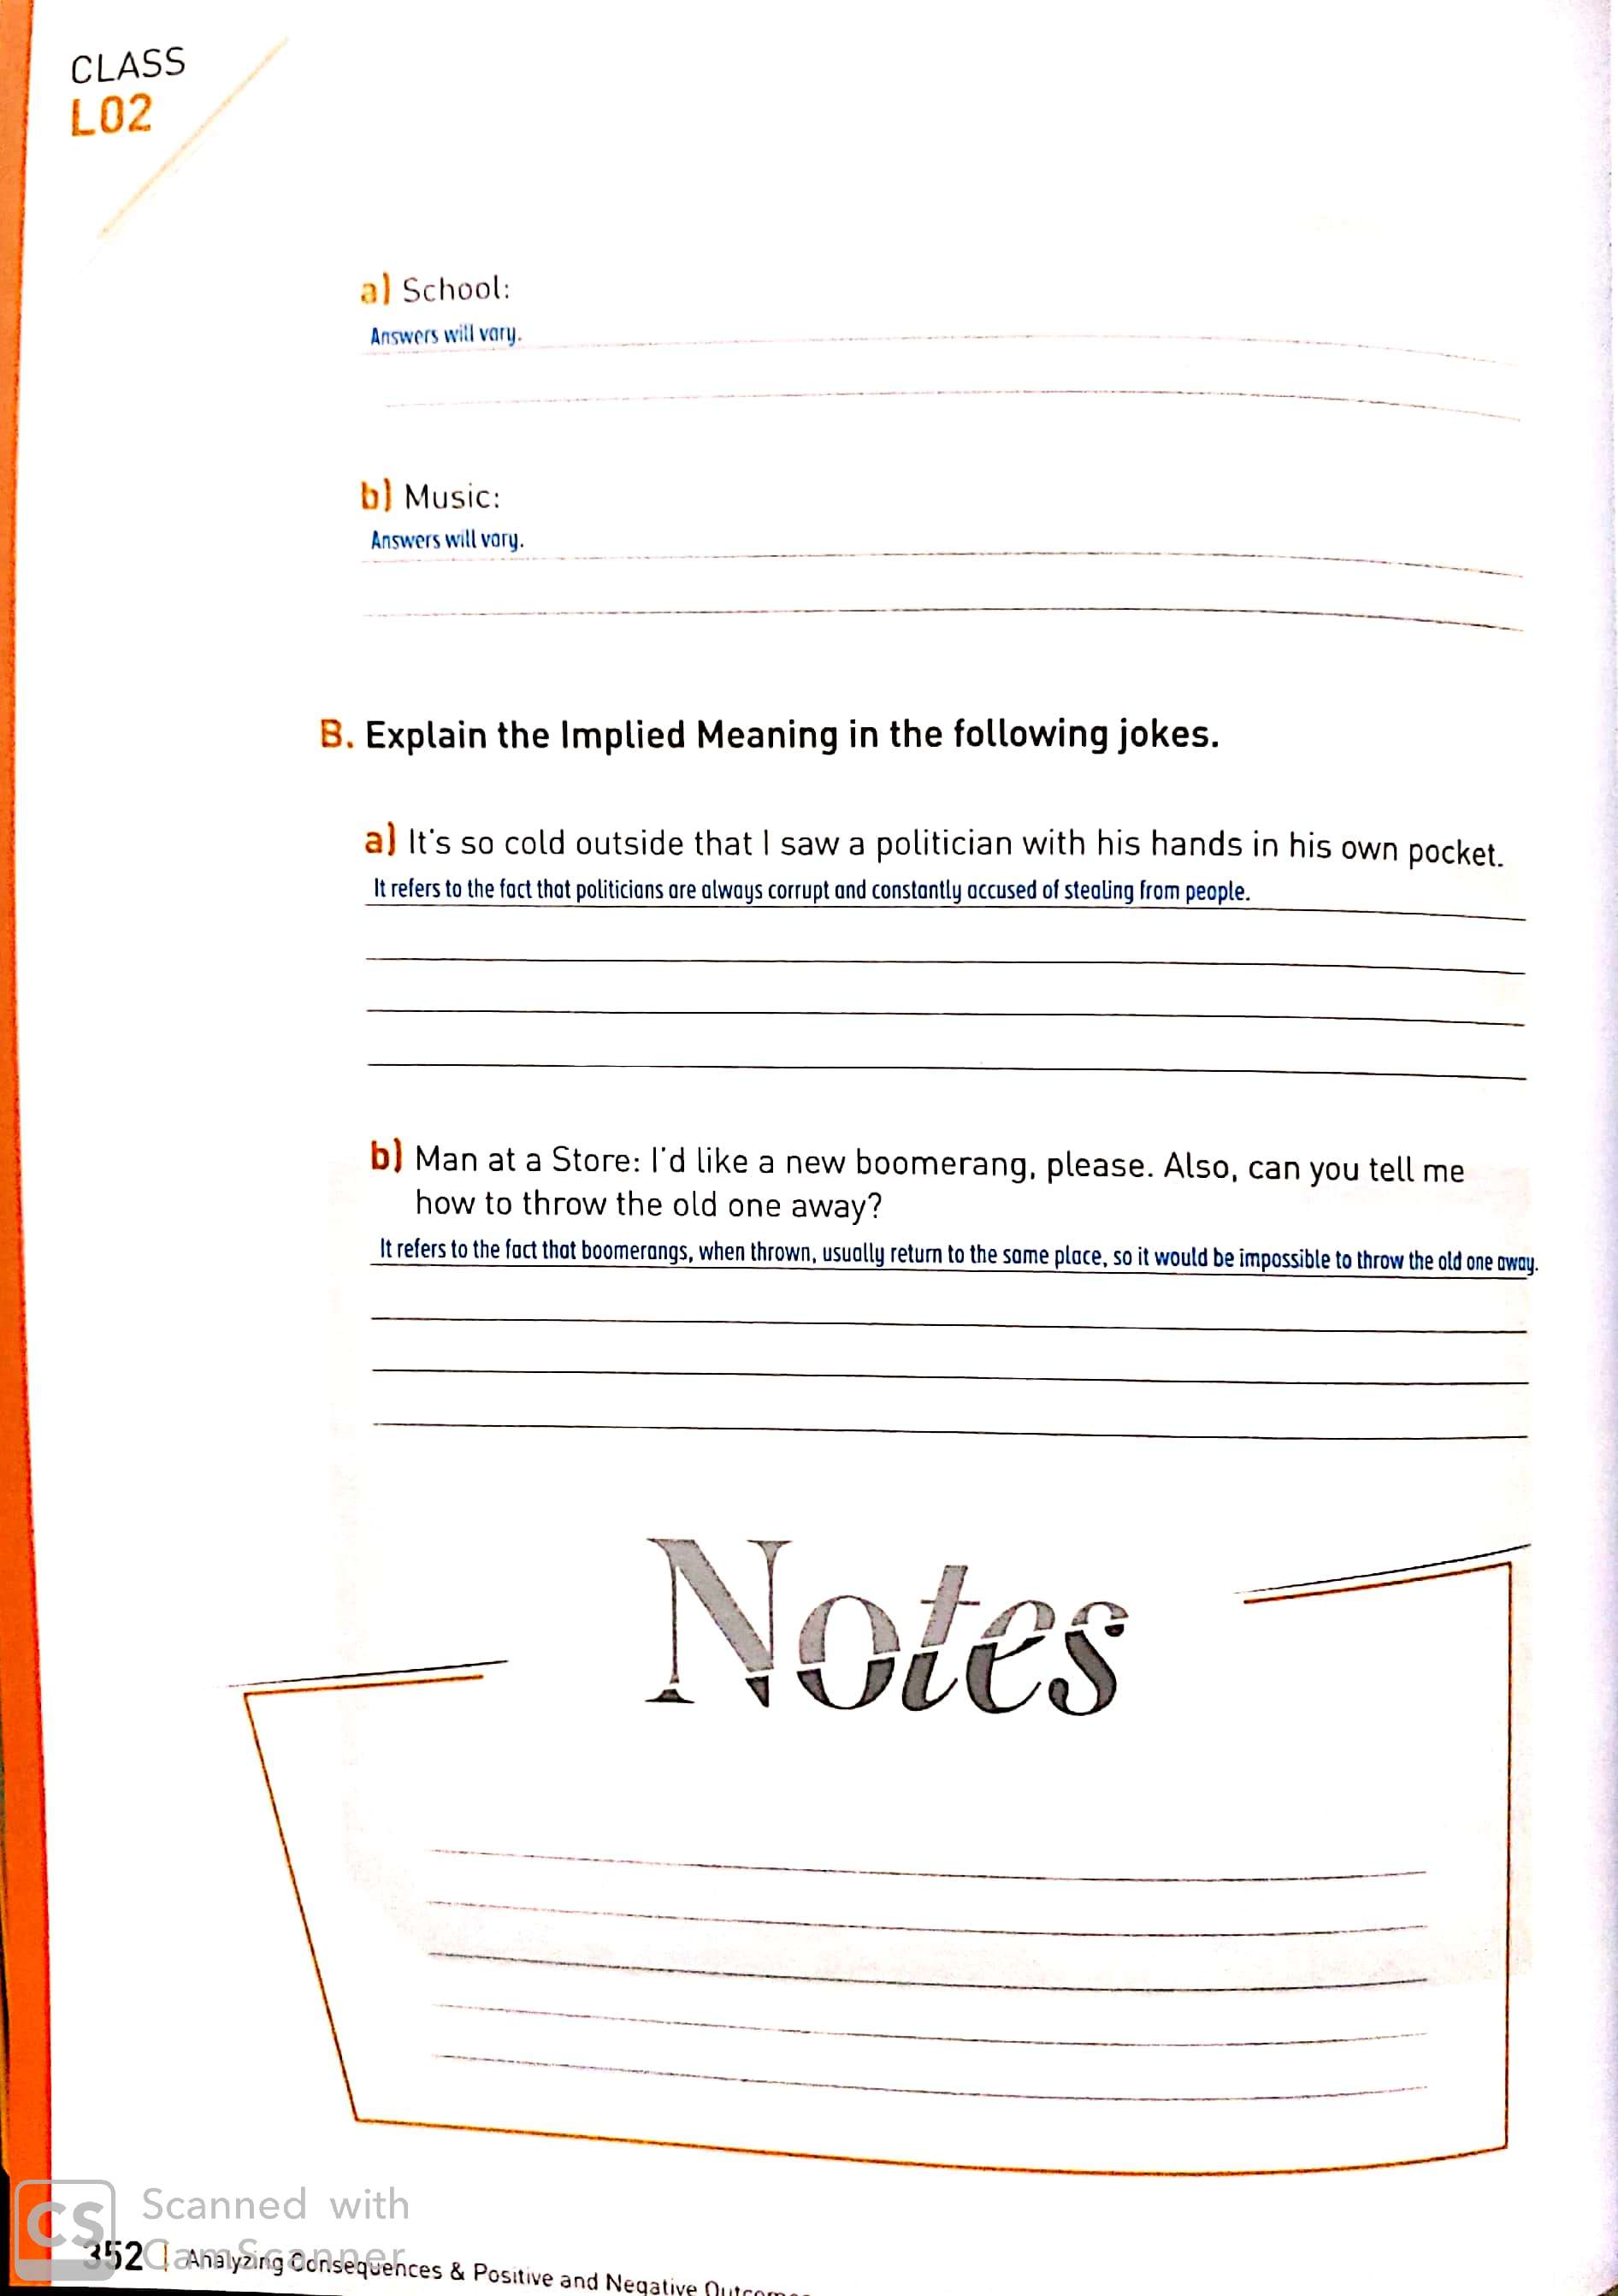 CLASS
L02
a) School:
Answers will vary.
b) Music:
Answers will vary.
B. Explain the Implied Meaning in the following jokes.
a) It's so cold outside that I saw a politician with his hands in his own pocket.
It refers to the fact that politicians are always corrupt and constantly accused of stealing from people.
b) Man at a Store: I'd like a new boomerang, please. Also, can you tell me
how to throw the old one away?
It refers to the fact that boomerangs, when thrown, usually return to the same place, so it would be impossible to throw the old one away.
Notes
CS Scanned with
CamScanner
352 | Analyzing Consequences & Positive and Negative